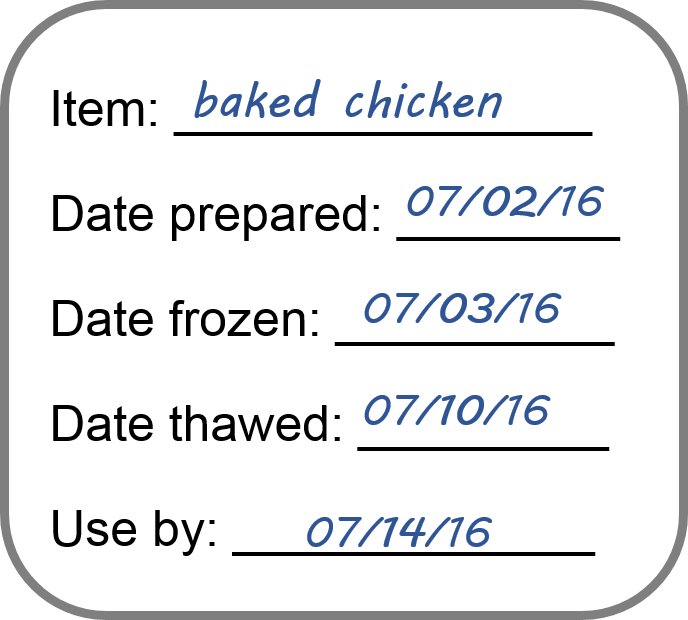 Item: baked chicken
Date prepared: 07/02/16
Date frozen: 07/03/16
Date thawed: 07/10/16
Use by: 07/14/16